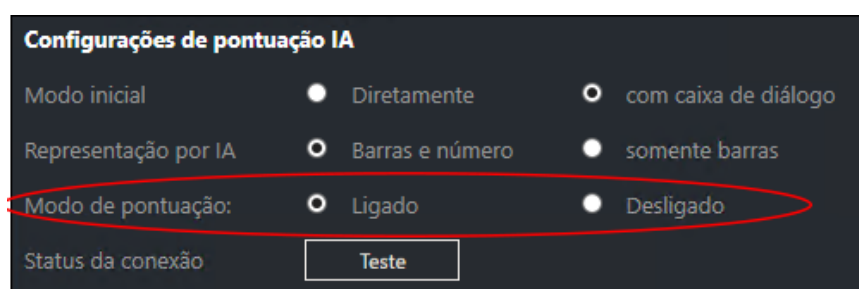 Configurações de pontuação IA
Modo inicial Diretamente com caixa de diálogo
Representação por IA Barras e número somente barras
Modo de pontuação: Ligado Desligado
Status da conexão Teste